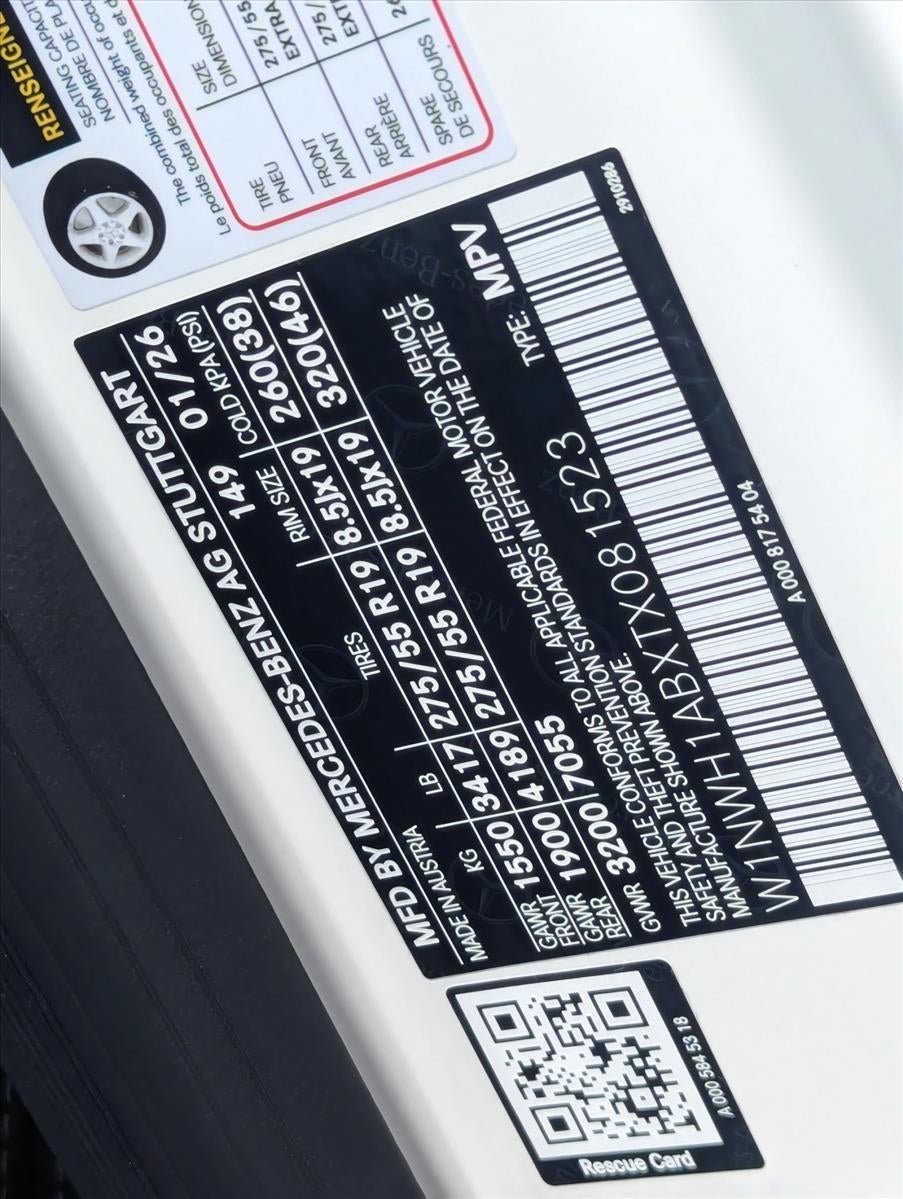 RENSEIGNE
SEATING CAPACIT
NOMBRE DE PLA
The combined weight of occu
Le poids total des occupants et d
TIRE SIZE
PNEU DIMENSION
FRONT 275/55
AVANT EXTRA
REAR 275/
ARRIÈRE EXT
SPARE
DE SECOURS
MFD BY MERCEDES-BENZ AG STUTTGART
MADE IN AUSTRIA 149 01/26
KG LB TIRES RIM SIZE COLD KPA (PSI)
GAWR FRONT 1550 3417 275/55 R19 8.5Jx19 260(38)
GAWR REAR 1900 4189 275/55 R19 8.5Jx19 320(46)
GVWR 3200 7055
THIS VEHICLE CONFORMS TO ALL APPLICABLE FEDERAL MOTOR VEHICLE
SAFETY AND THEFT PREVENTION STANDARDS IN EFFECT ON THE DATE OF
MANUFACTURE SHOWN ABOVE.
W1NWH1ABXTX081523 TYPE: MPV
A 000 817 54 04 2910286
Rescue Card
A 000 584 53 18